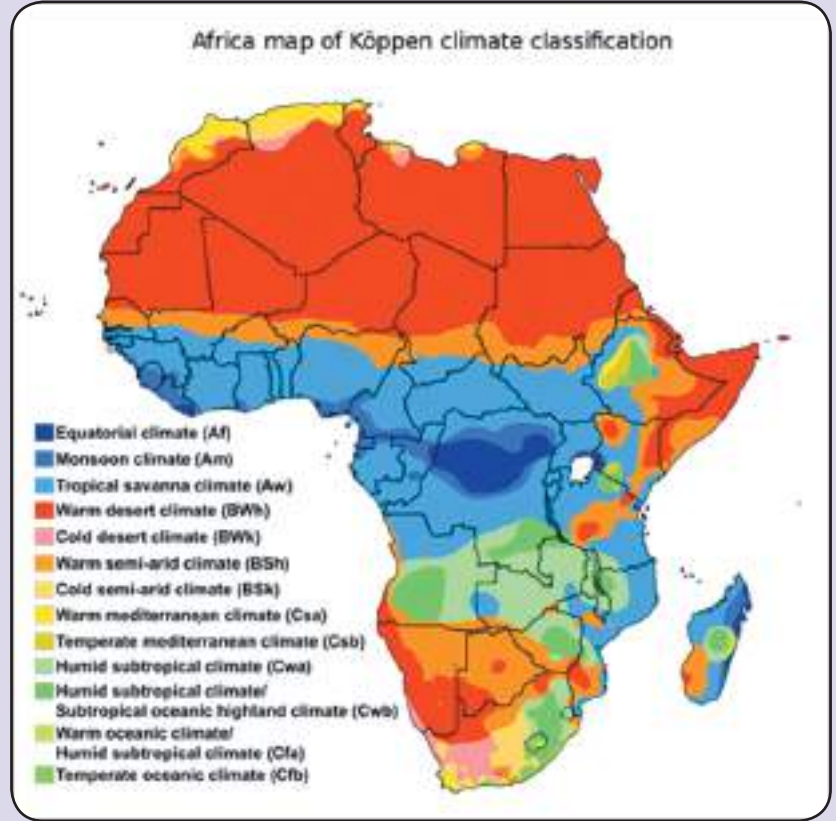 Africa map of Köppen climate classification
Equatorial climate (Af)
Monsoon climate (Am)
Tropical savanna climate (Aw)
Warm desert climate (BWh)
Cold desert climate (BWk)
Warm semi-arid climate (BSh)
Cold semi-arid climate (BSk)
Warm mediterranean climate (Csa)
Temperate mediterranean climate (Csb)
Humid subtropical climate (Cwa)
Humid subtropical climate/
Subtropical oceanic highland climate (Cwb)
Warm oceanic climate/
Humid subtropical climate (Cfa)
Temperate oceanic climate (Cfb)